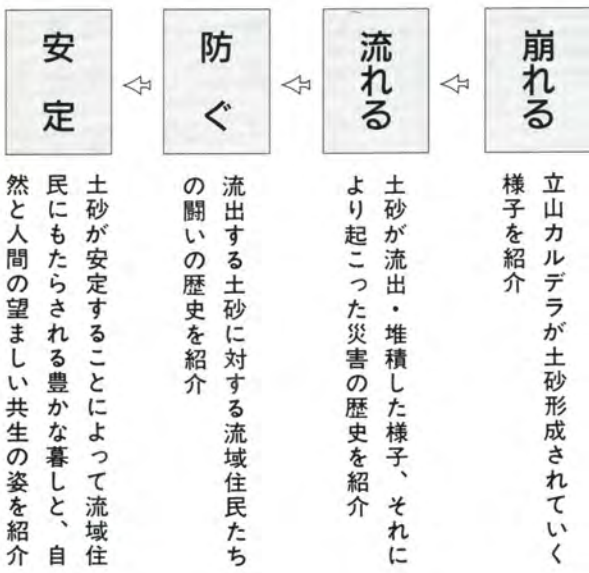 崩れる
立山カルデラが土砂形成されていく
様子を紹介
流れる
土砂が流出・堆積した様子、それに
より起こった災害の歴史を紹介
防ぐ
流出する土砂に対する流域住民たち
の闘いの歴史を紹介
安定
土砂が安定することによって流域住
民にもたらされる豊かな暮しと、自
然と人間の望ましい共生の姿を紹介